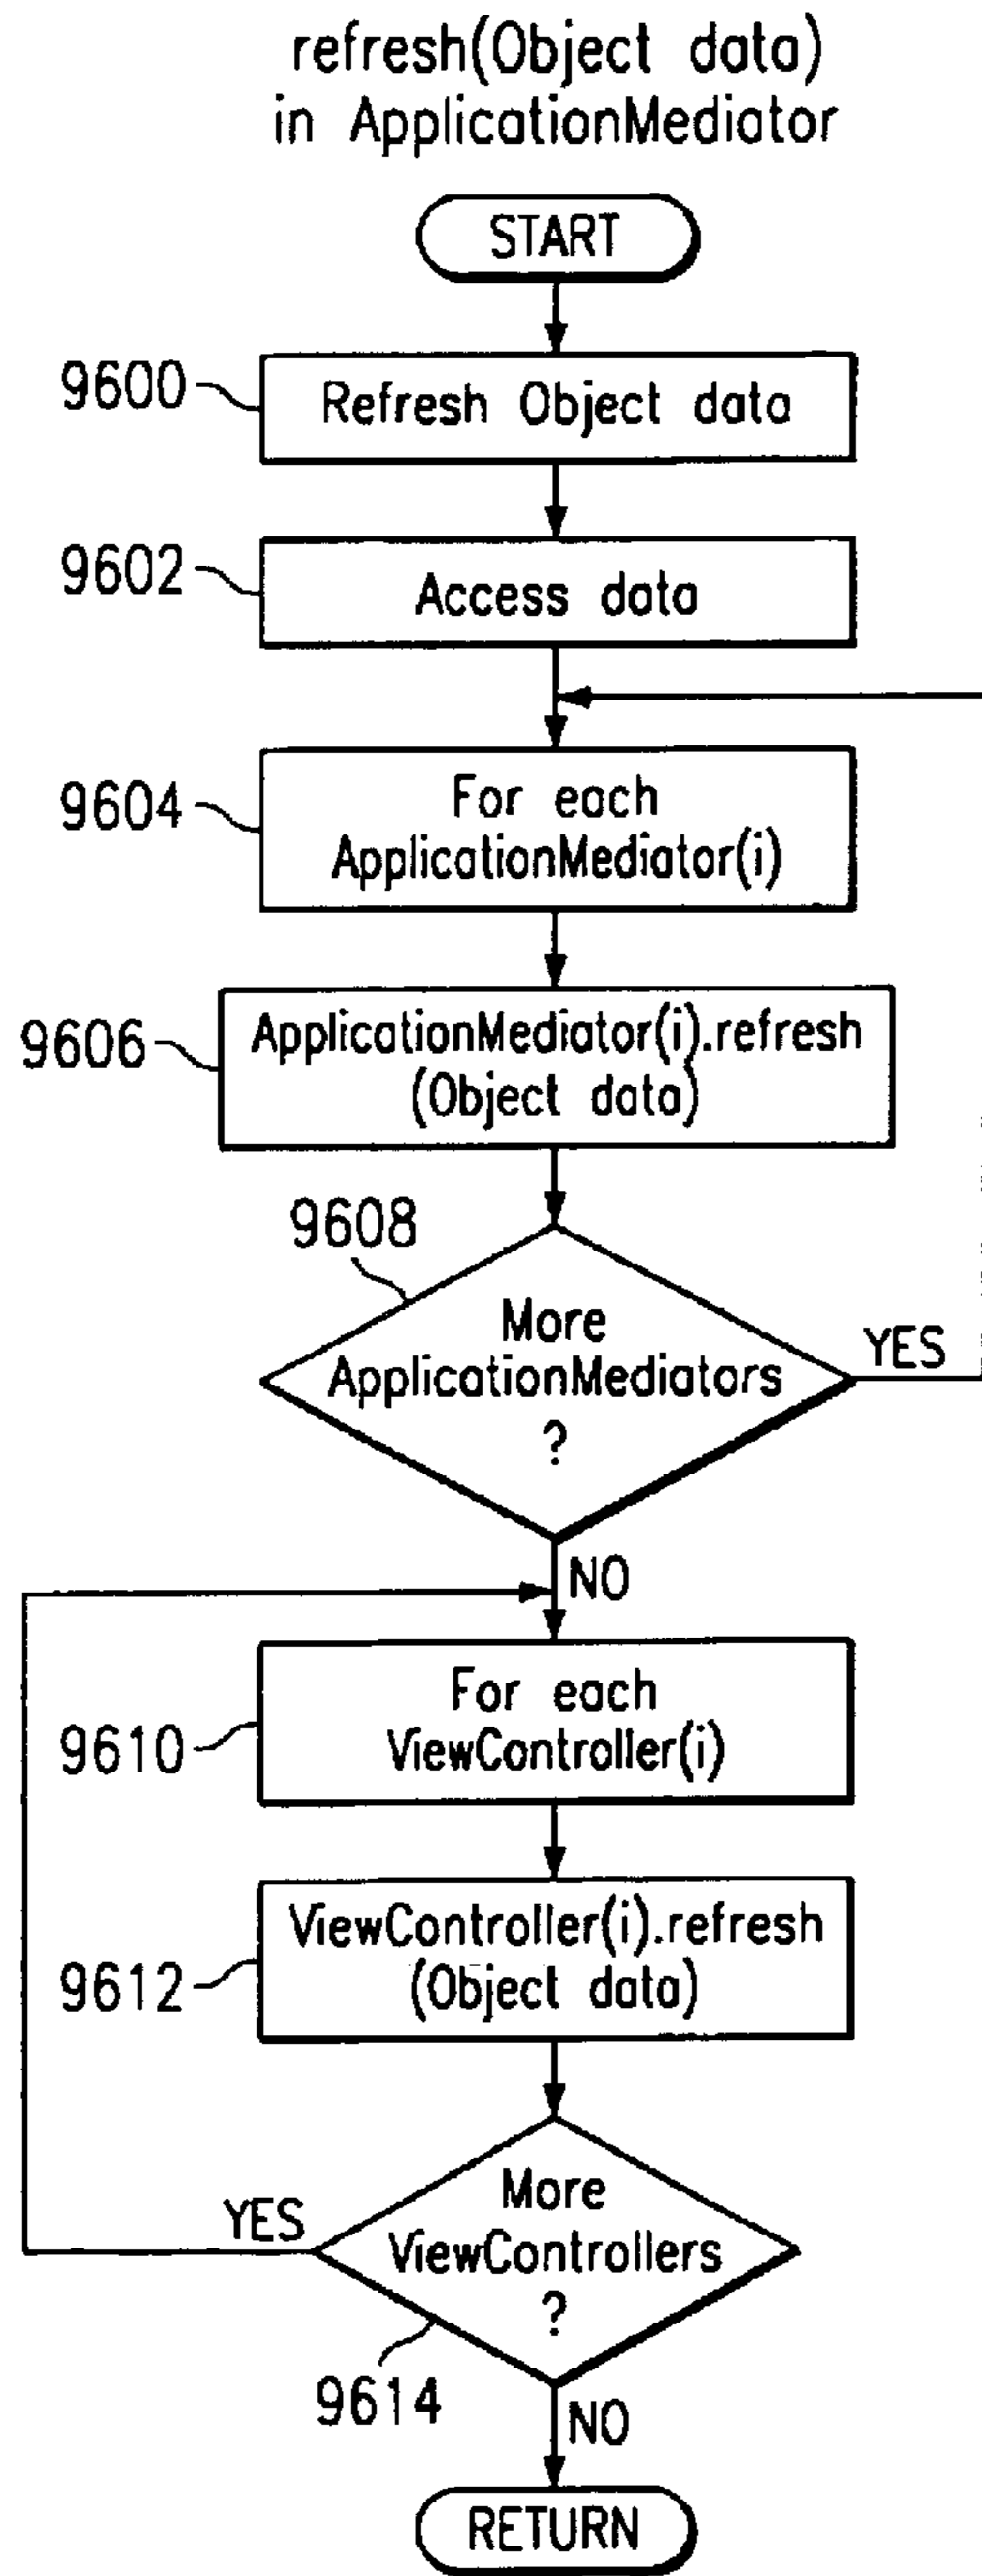 refresh(Object data)
in ApplicationMediator
START
9600
Refresh Object data
9602
Access data
9604
For each
ApplicationMediator(i)
9606
ApplicationMediator(i).refresh
(Object data)
9608
More
ApplicationMediators
?
YES
NO
For each
ViewController(i)
9610
ViewController(i).refresh
(Object data)
9612
More
ViewControllers
?
YES
9614
NO
RETURN